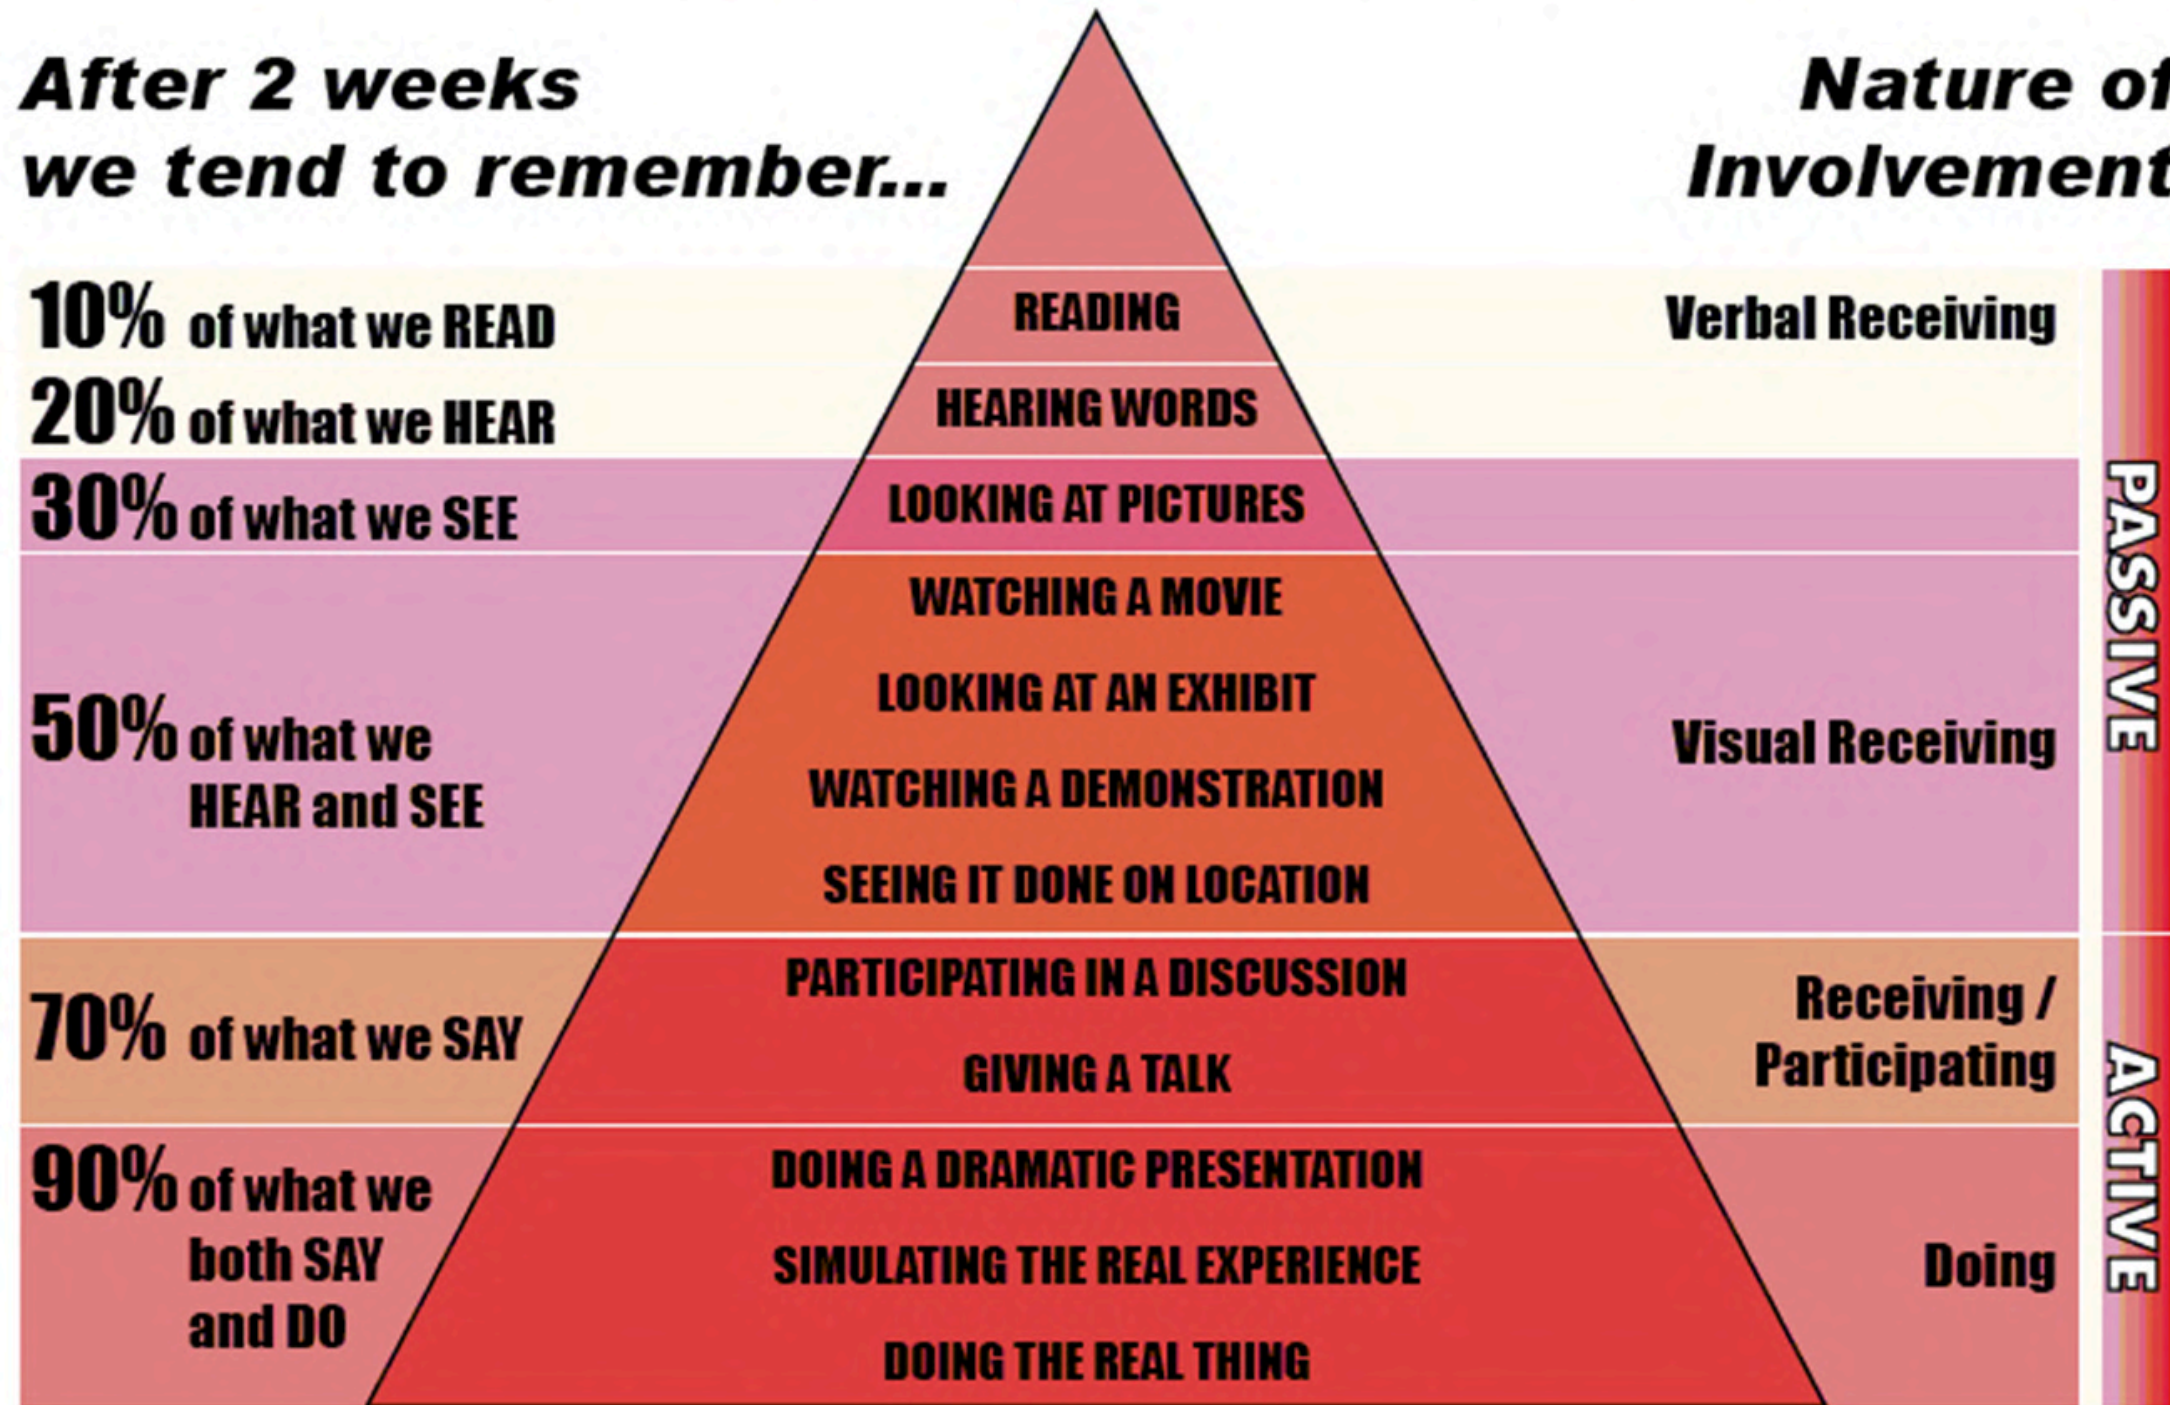 After 2 weeks
we tend to remember...
Nature of
Involvement
10% of what we READ
READING
Verbal Receiving
20% of what we HEAR
HEARING WORDS
30% of what we SEE
LOOKING AT PICTURES
50% of what we
HEAR and SEE
WATCHING A MOVIE
LOOKING AT AN EXHIBIT
WATCHING A DEMONSTRATION
SEEING IT DONE ON LOCATION
Visual Receiving
PASSIVE
70% of what we SAY
PARTICIPATING IN A DISCUSSION
GIVING A TALK
Receiving /
Participating
90% of what we
both SAY
and DO
DOING A DRAMATIC PRESENTATION
SIMULATING THE REAL EXPERIENCE
DOING THE REAL THING
Doing
ACTIVE